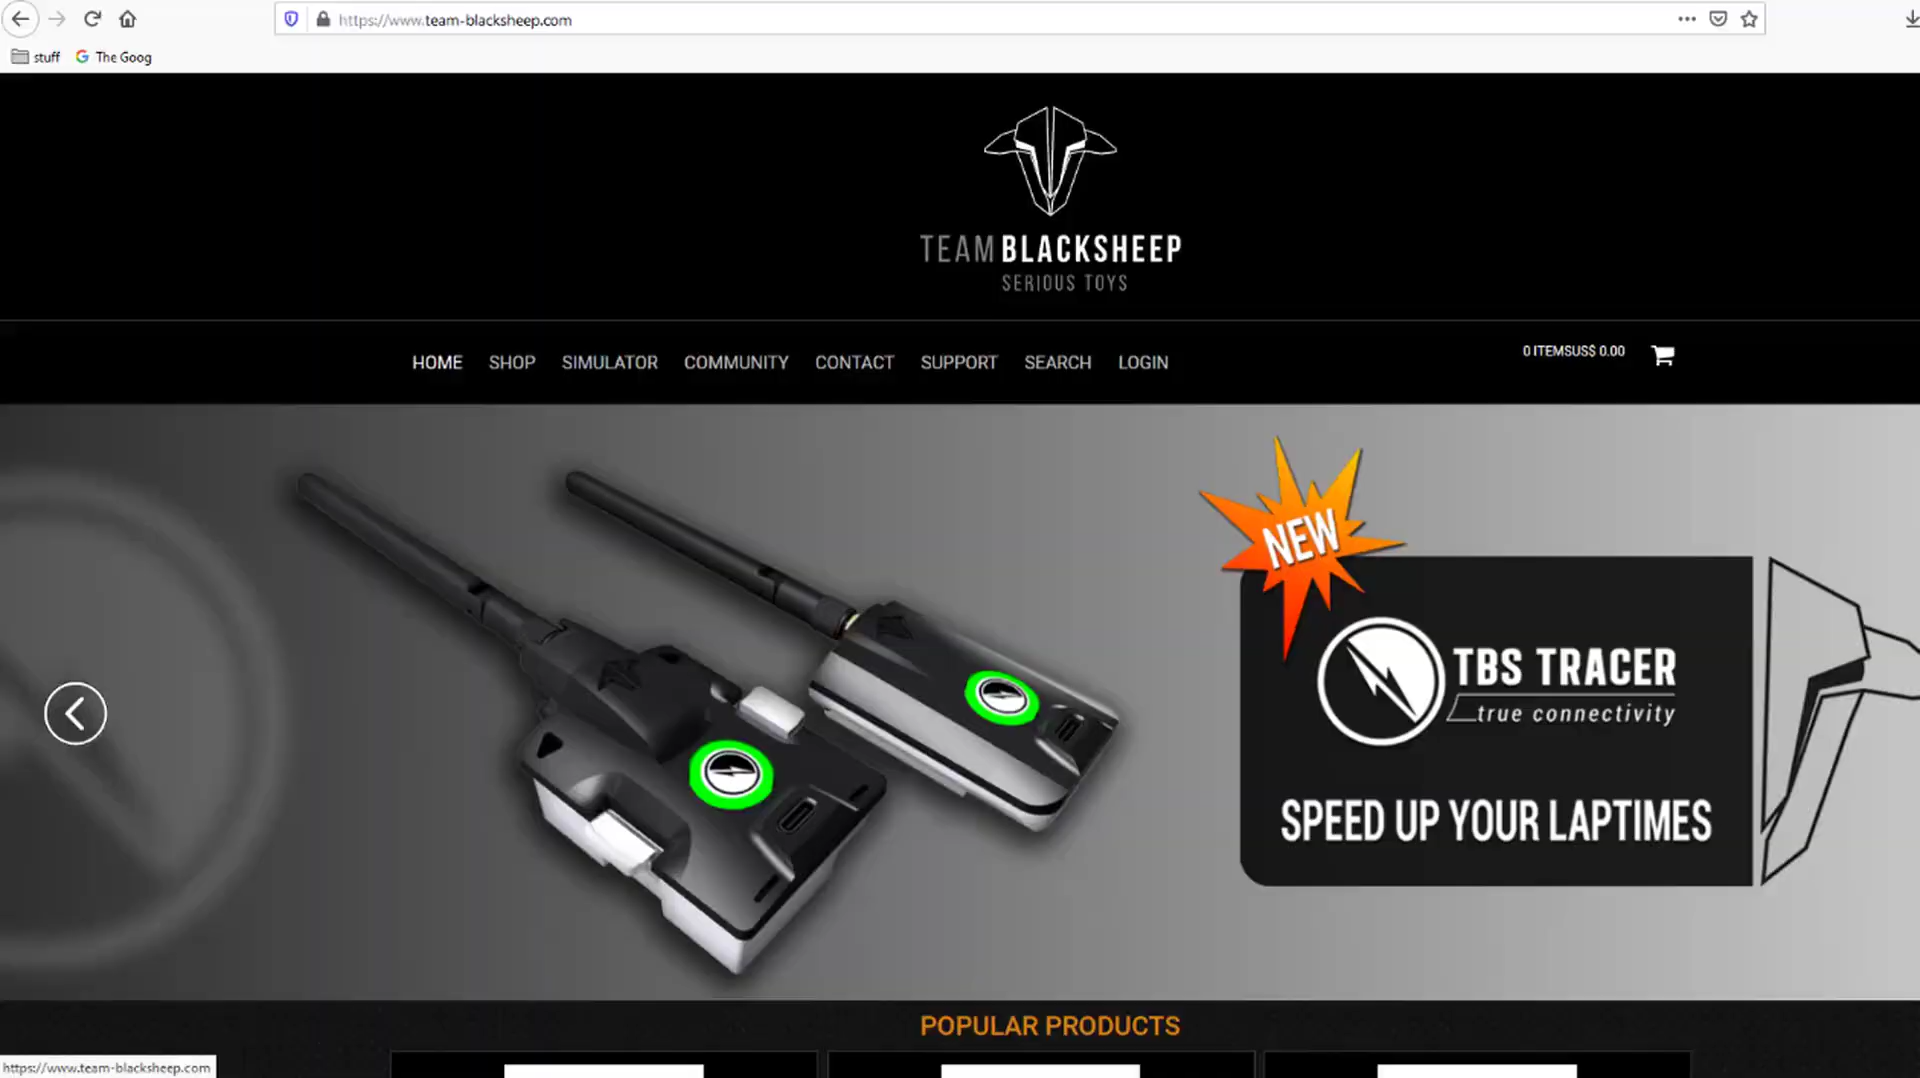 https://www.team-blacksheep.com
stuff
The Goog
TEAM BLACKSHEEP
SERIOUS TOYS
HOME SHOP SIMULATOR COMMUNITY CONTACT SUPPORT SEARCH LOGIN
0 ITEMSUS$ 0.00
NEW
TBS TRACER
true connectivity
SPEED UP YOUR LAPTIMES
POPULAR PRODUCTS
https://www.team-blacksheep.com